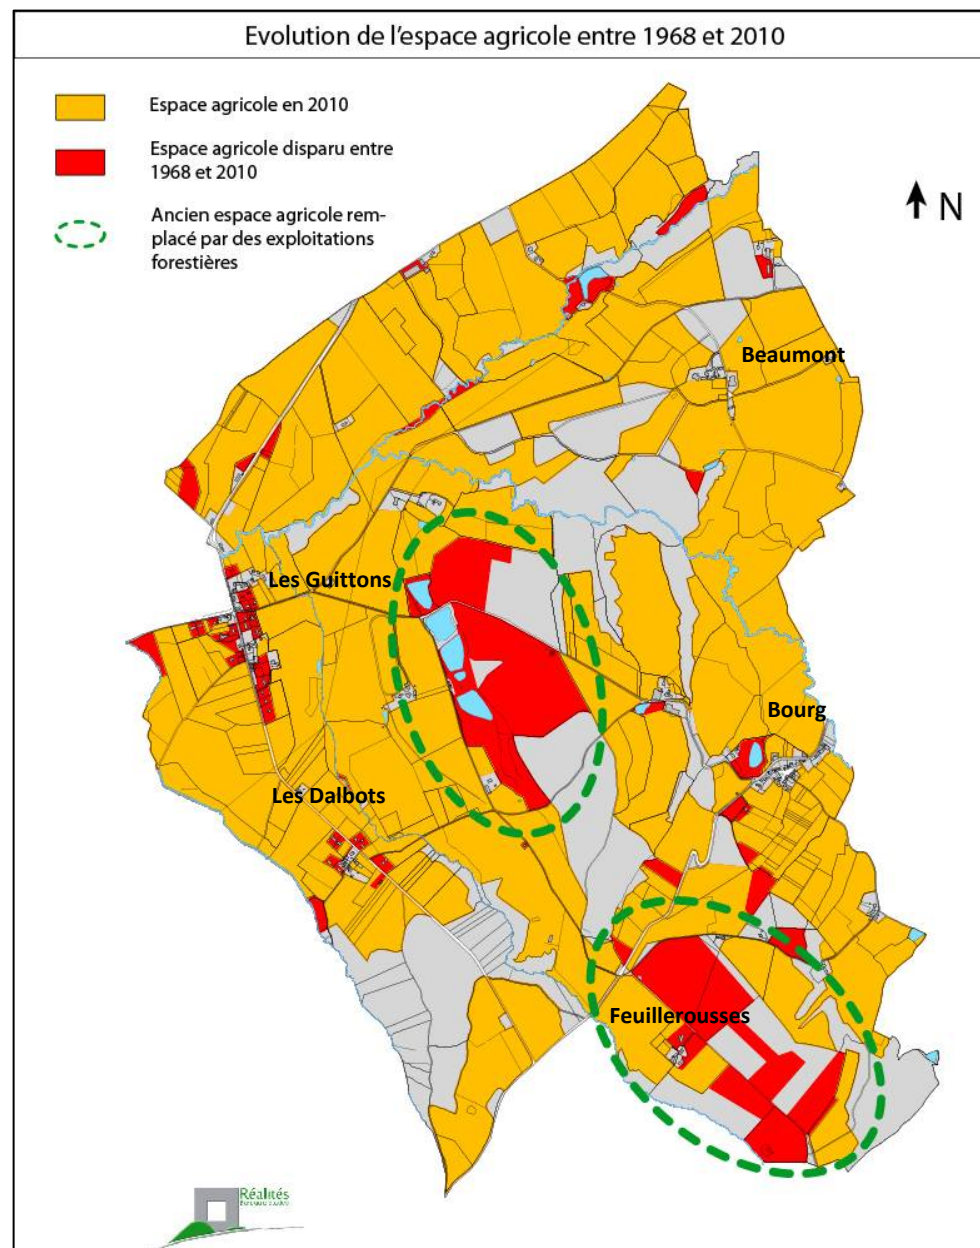 Evolution de l'espace agricole entre 1968 et 2010
Espace agricole en 2010
Espace agricole disparu entre
1968 et 2010
Ancien espace agricole rem-
placé par des exploitations
forestières
N
Beaumont
Les Guittons
Bourg
Les Dalbots
Feuillerousses
Réalités